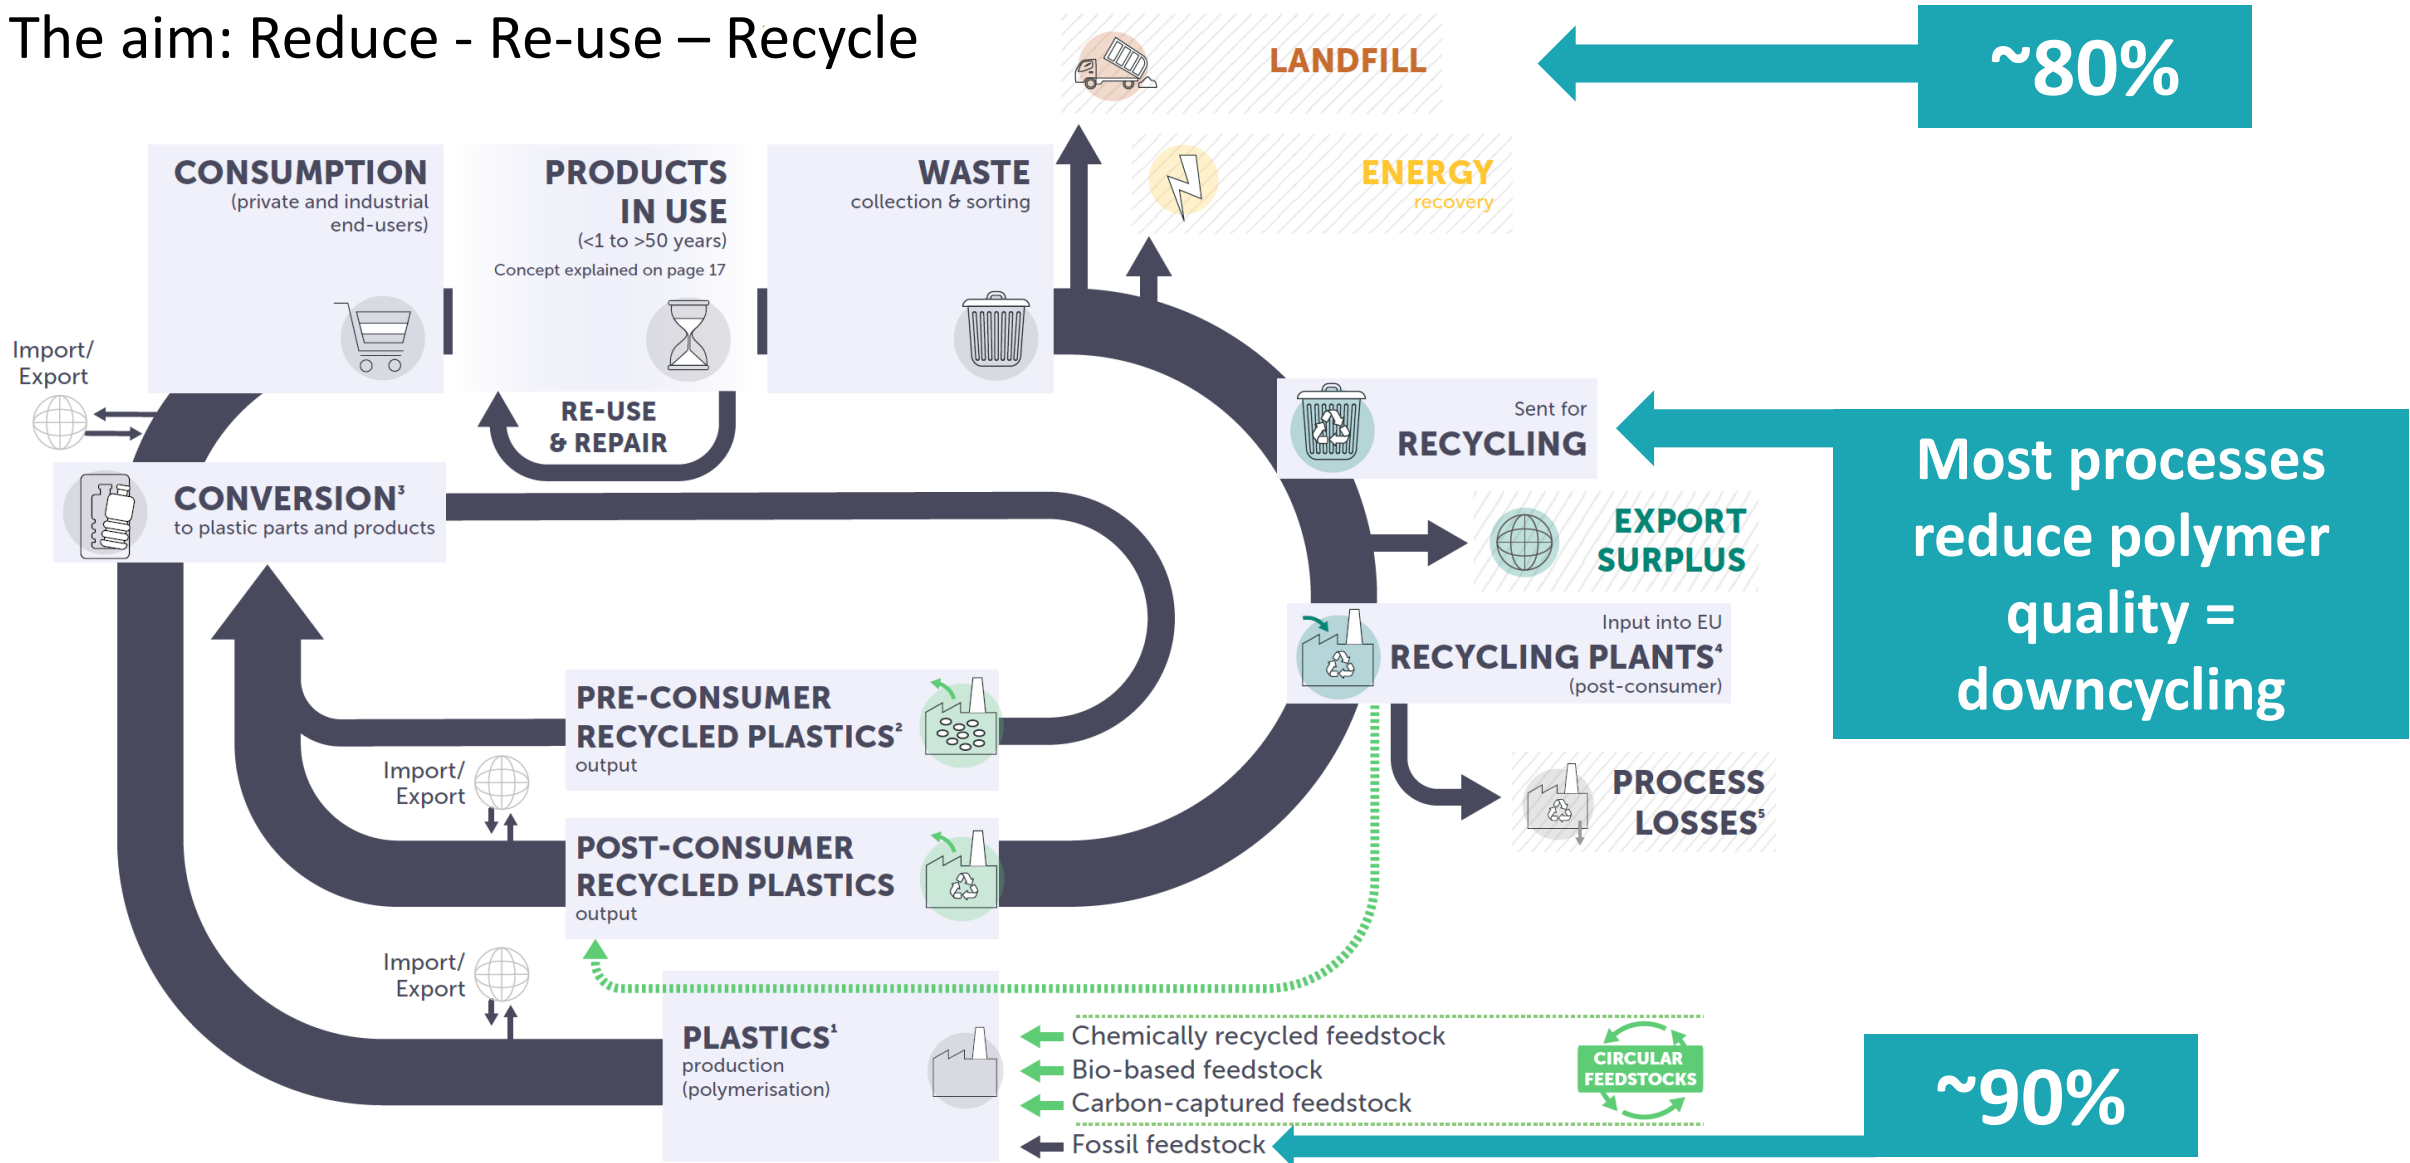 The aim: Reduce - Re-use – Recycle
LANDFILL
~80%
ENERGY
recovery
CONSUMPTION
(private and industrial
end-users)
PRODUCTS
IN USE
(<1 to >50 years)
Concept explained on page 17
WASTE
collection & sorting
Import/
Export
RE-USE
& REPAIR
Sent for
RECYCLING
Most processes
reduce polymer
quality =
downcycling
CONVERSION³
to plastic parts and products
EXPORT
SURPLUS
Input into EU
RECYCLING PLANTS⁴
(post-consumer)
PRE-CONSUMER
RECYCLED PLASTICS²
output
Import/
Export
PROCESS
LOSSES⁵
POST-CONSUMER
RECYCLED PLASTICS
output
Import/
Export
PLASTICS¹
production
(polymerisation)
Chemically recycled feedstock
Bio-based feedstock
Carbon-captured feedstock
Fossil feedstock
CIRCULAR
FEEDSTOCKS
~90%